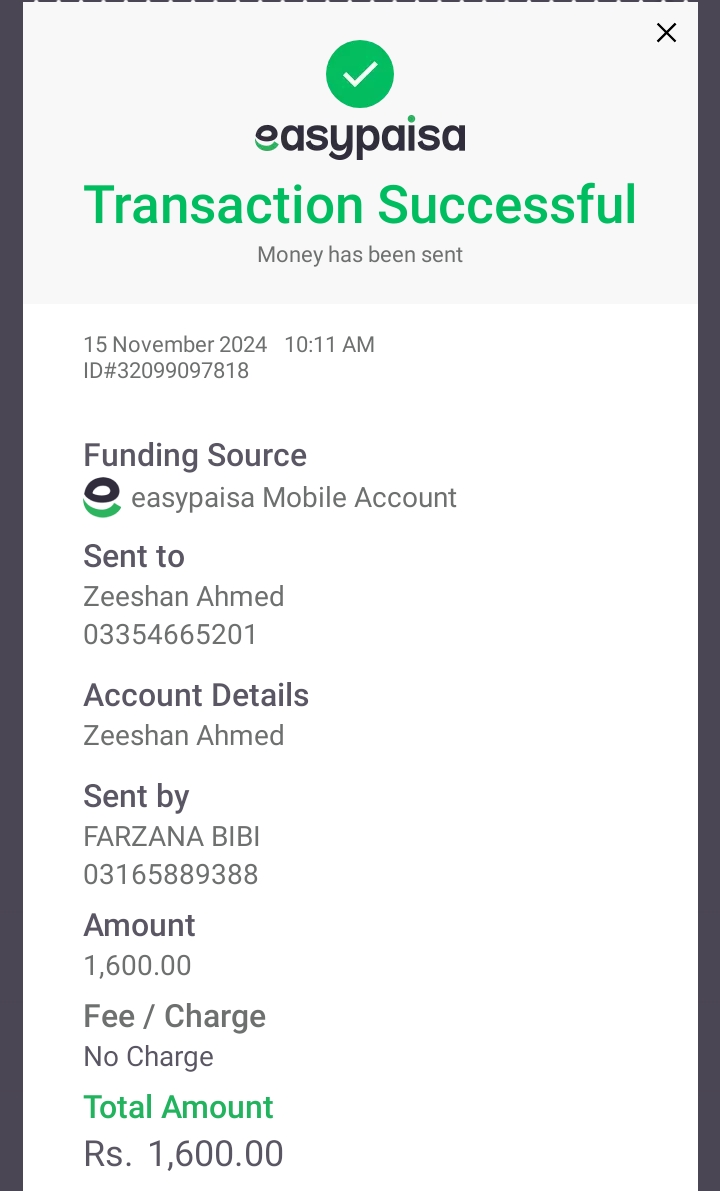 easypaisa
Transaction Successful
Money has been sent
15 November 2024 10:11 AM
ID#32099097818
Funding Source
easypaisa Mobile Account
Sent to
Zeeshan Ahmed
03354665201
Account Details
Zeeshan Ahmed
Sent by
FARZANA BIBI
03165889388
Amount
1,600.00
Fee / Charge
No Charge
Total Amount
Rs. 1,600.00